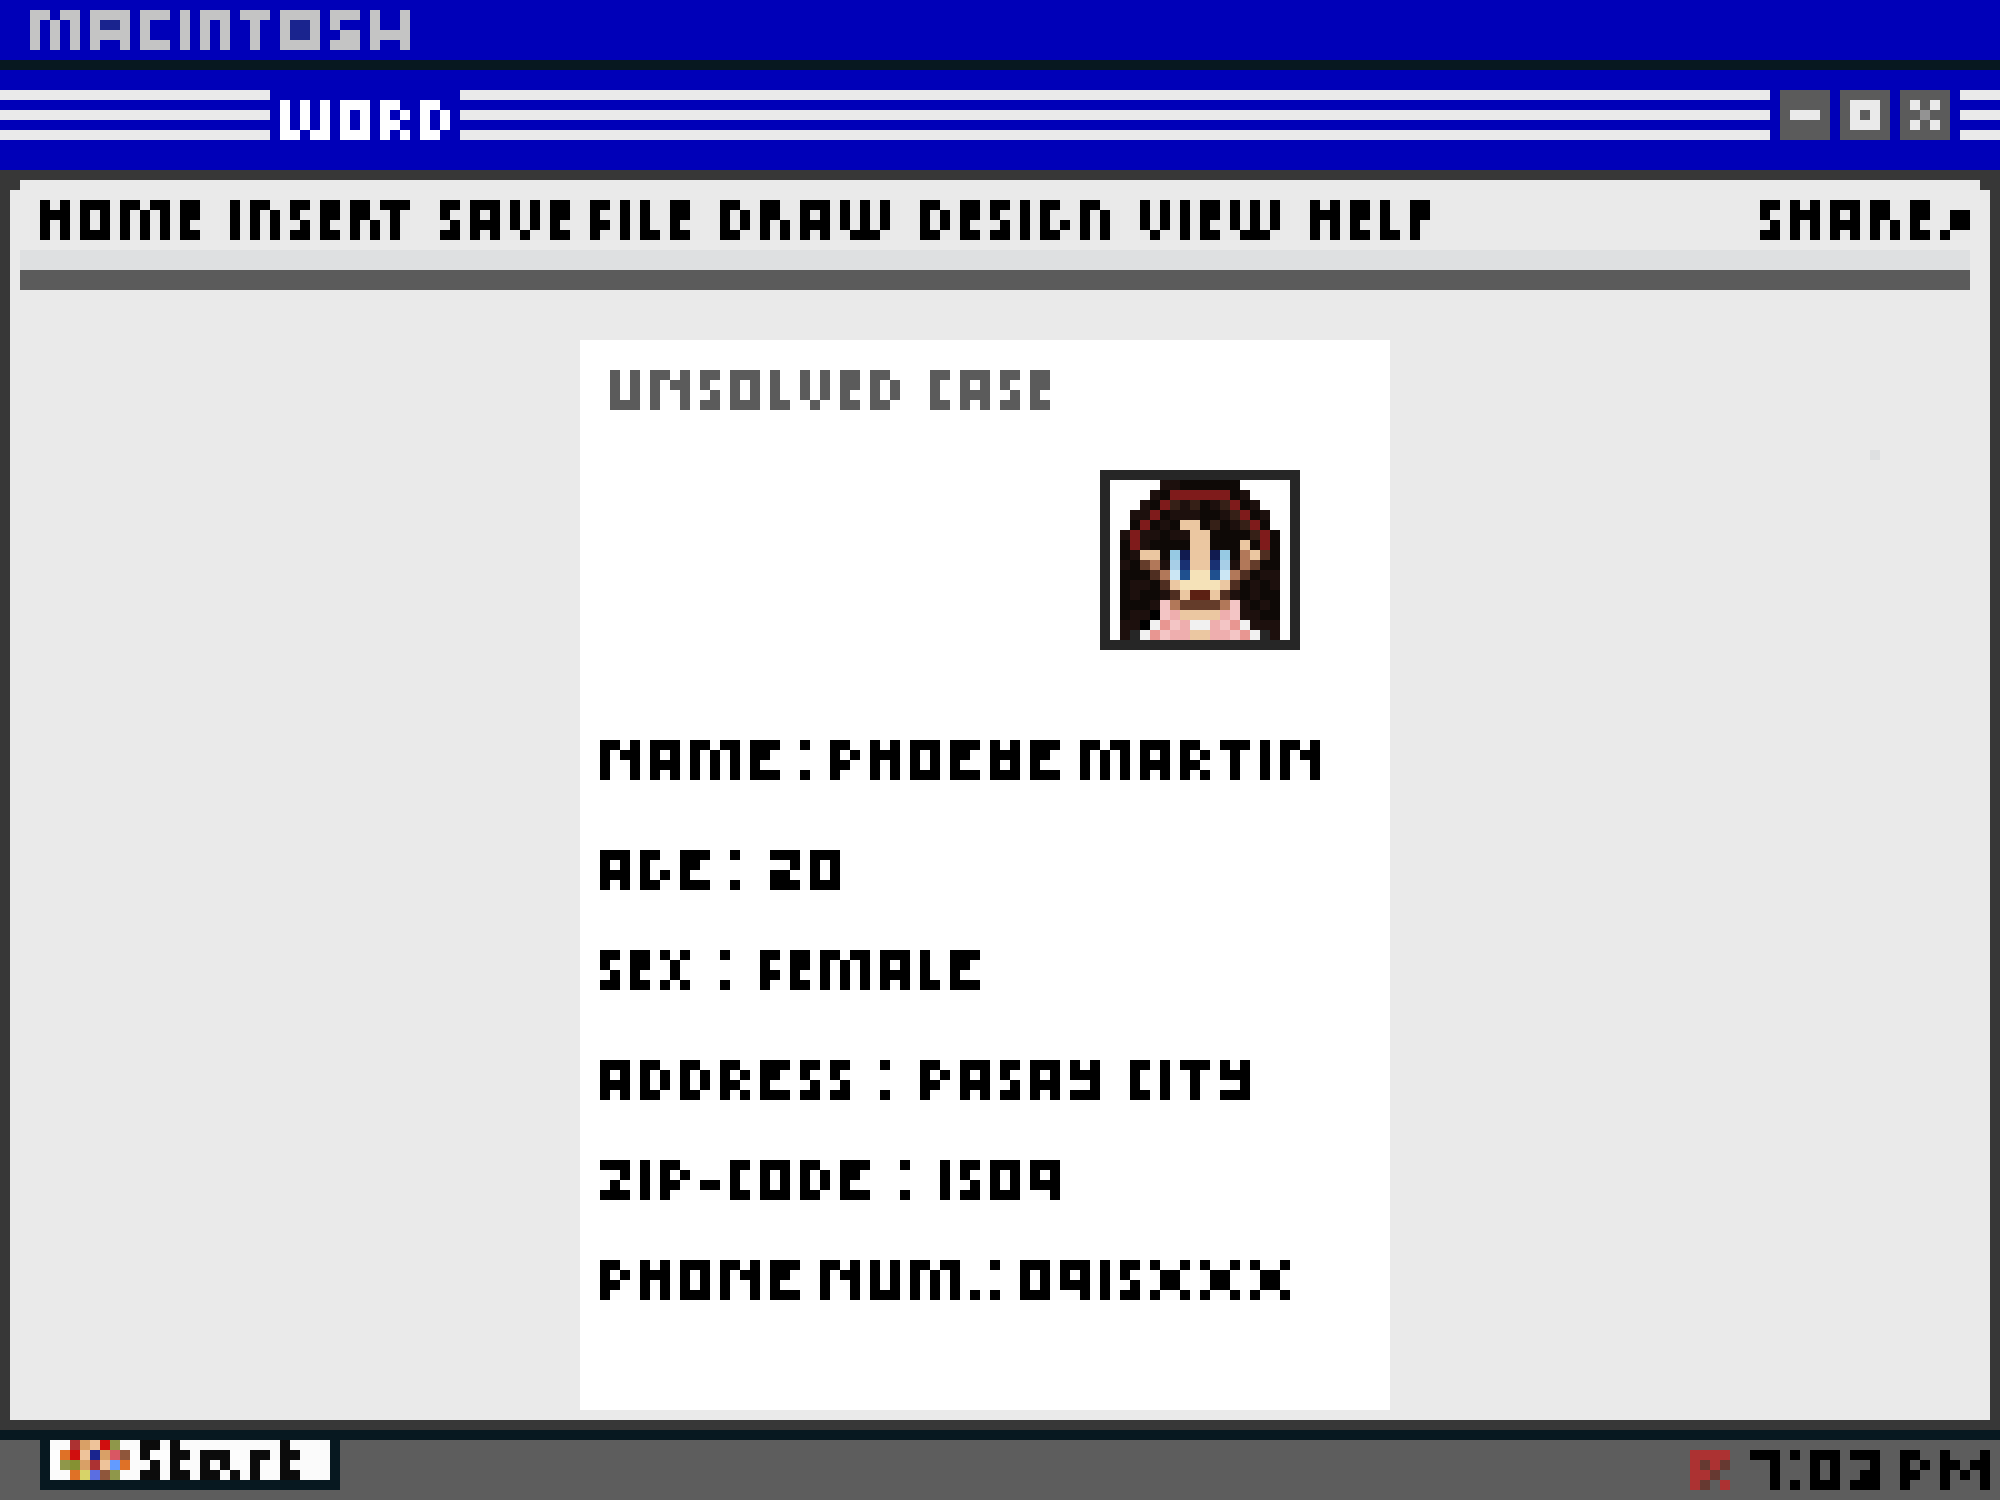 MACINTOSH
WORD
HOME INSERT SAVE FILE DRAW DESIGN VIEW HELP SHARE
UNSOLVED CASE
NAME : PHOEBE MARTIN
AGE : 20
SEX : FEMALE
ADDRESS : PASAY CITY
ZIP-CODE : 1509
PHONE NUM.: 0915XXX
Start
7:03 PM